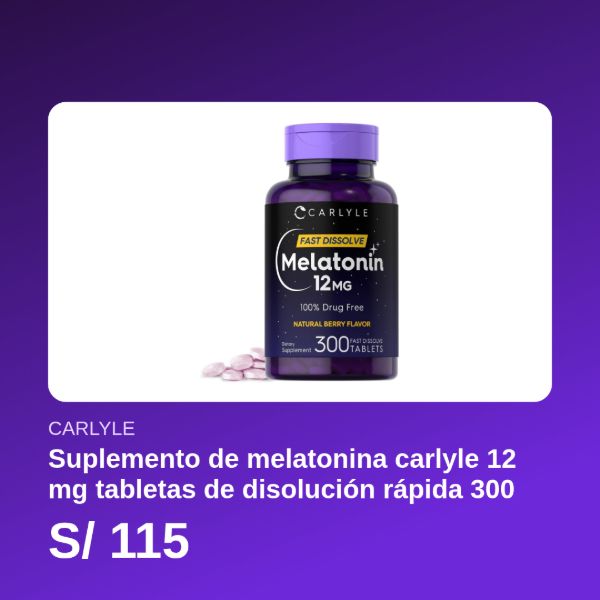 CARLYLE
FAST DISSOLVE
Melatonin
12MG
100% Drug Free
NATURAL BERRY FLAVOR
Dietary
Supplement
300 FAST DISSOLVE
TABLETS
CARLYLE
Suplemento de melatonina carlyle 12
mg tabletas de disolución rápida 300
S/ 115